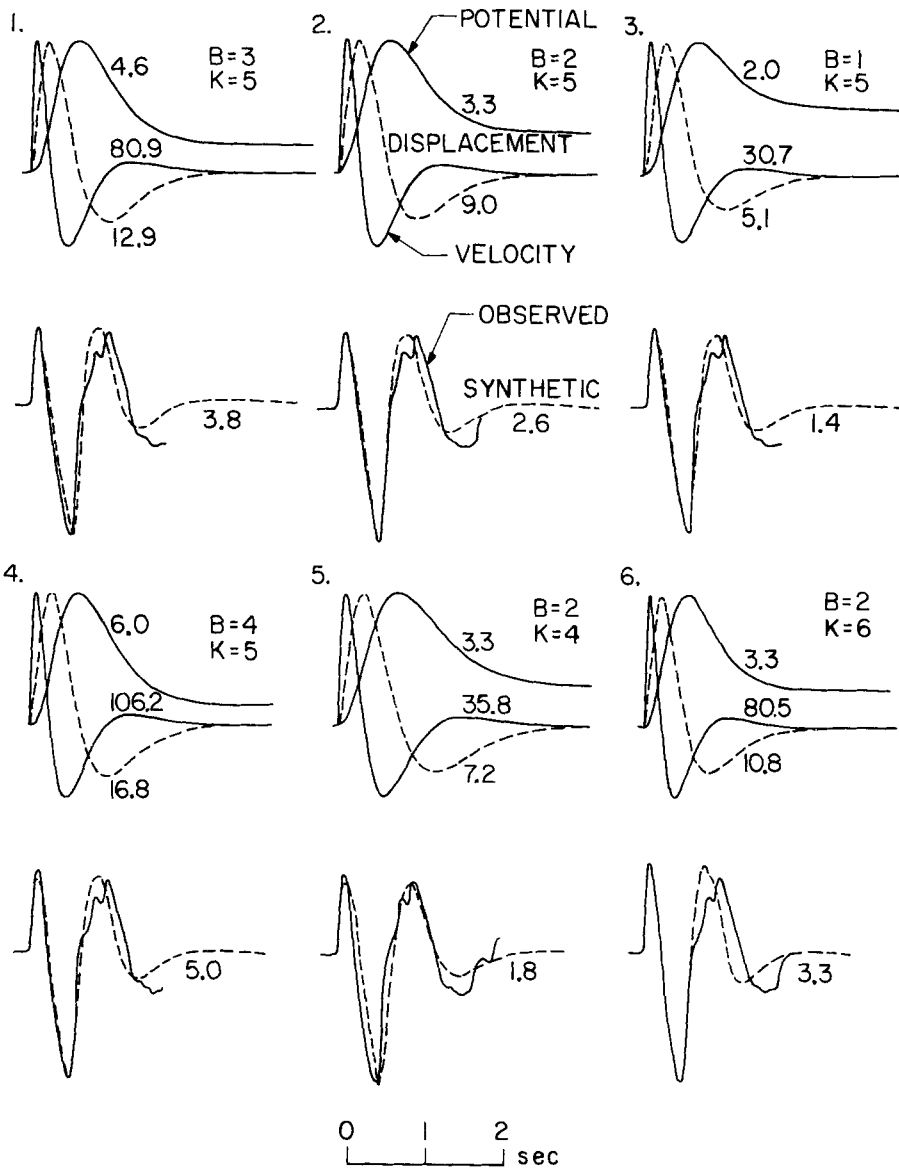 1.
4.6
B=3
K=5
80.9
12.9
2.
POTENTIAL
B=2
K=5
3.3
DISPLACEMENT
9.0
VELOCITY
3.
2.0
B=1
K=5
30.7
5.1
3.8
OBSERVED
SYNTHETIC
2.6
1.4
4.
6.0
B=4
K=5
106.2
16.8
5.
B=2
K=4
3.3
35.8
7.2
6.
B=2
K=6
3.3
80.5
10.8
5.0
1.8
3.3
0 1 2
sec